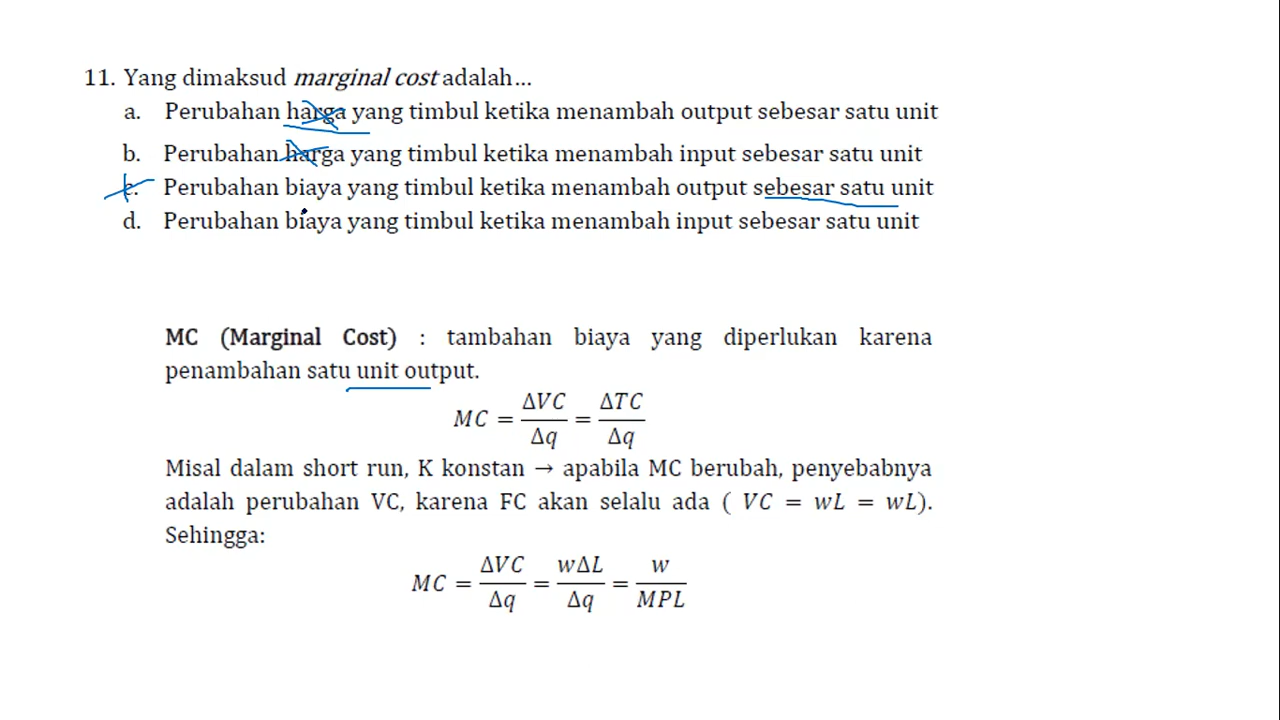 11. Yang dimaksud marginal cost adalah...
a. Perubahan harga yang timbul ketika menambah output sebesar satu unit
b. Perubahan harga yang timbul ketika menambah input sebesar satu unit
c. Perubahan biaya yang timbul ketika menambah output sebesar satu unit
d. Perubahan biaya yang timbul ketika menambah input sebesar satu unit
MC (Marginal Cost) : tambahan biaya yang diperlukan karena
penambahan satu unit output.
MC = ΔVC/Δq = ΔTC/Δq
Misal dalam short run, K konstan → apabila MC berubah, penyebabnya
adalah perubahan VC, karena FC akan selalu ada ( VC = wL = wL).
Sehingga:
MC = ΔVC/Δq = wΔL/Δq = w/MPL